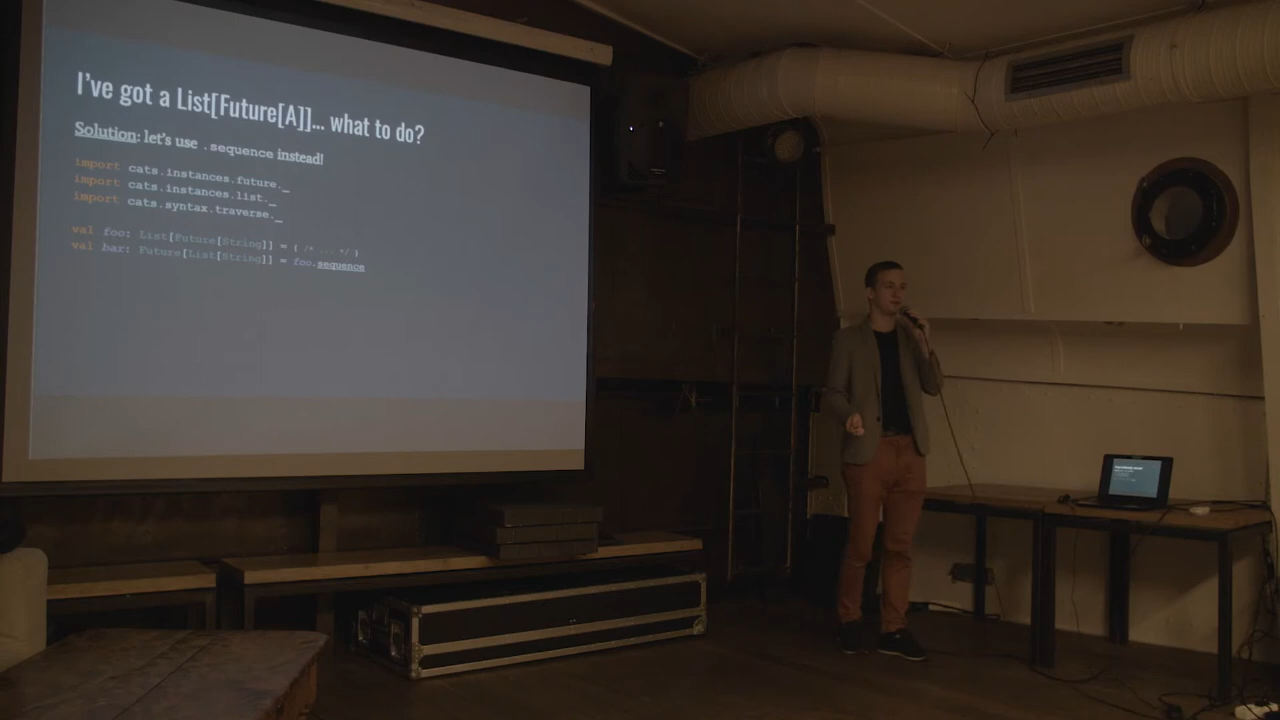 I've got a List[Future[A]]... what to do?
Solution: let's use .sequence instead!
import cats.instances.future._
import cats.instances.list._
import cats.syntax.traverse._
val foo: List[Future[String]] = { /* ... */ }
val bar: Future[List[String]] = foo.sequence